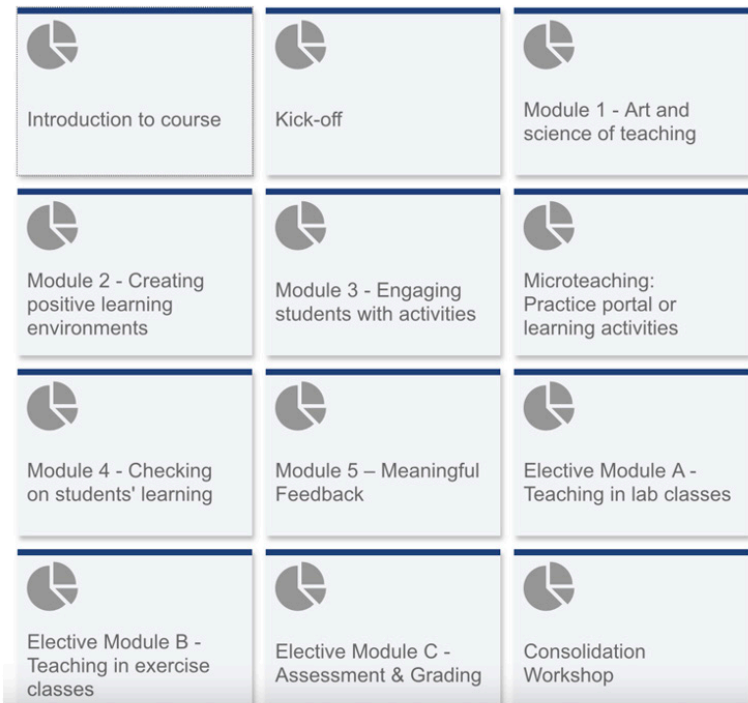 Introduction to course
Kick-off
Module 1 - Art and
science of teaching
Module 2 - Creating
positive learning
environments
Module 3 - Engaging
students with activities
Microteaching:
Practice portal or
learning activities
Module 4 - Checking
on students' learning
Module 5 – Meaningful
Feedback
Elective Module A -
Teaching in lab classes
Elective Module B -
Teaching in exercise
classes
Elective Module C -
Assessment & Grading
Consolidation
Workshop